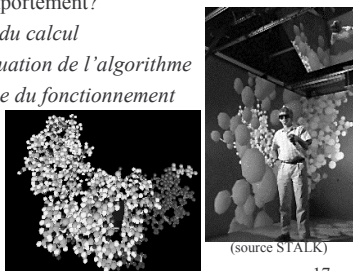 portement?
du calcul
uation de l'algorithme
e du fonctionnement
(source STALK)
17